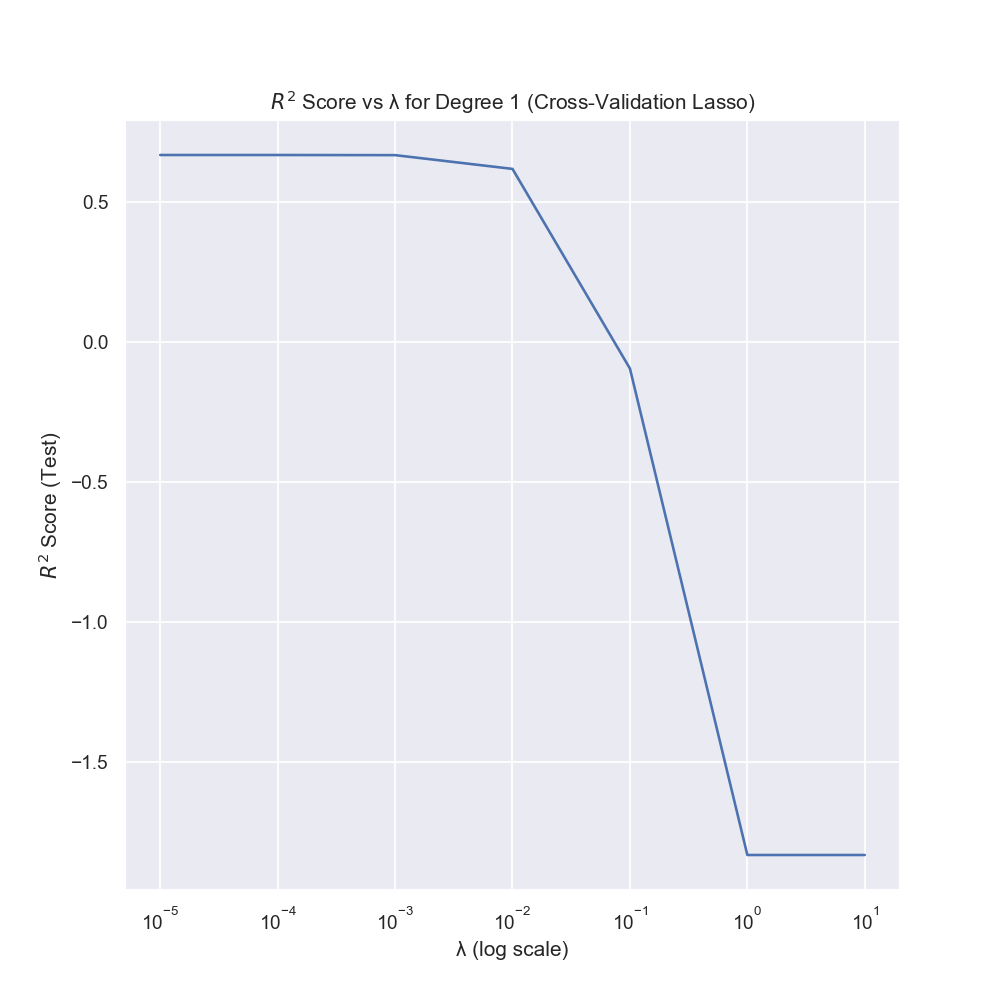 R² Score vs λ for Degree 1 (Cross-Validation Lasso)
R² Score (Test)
0.5
0.0
−0.5
−1.0
−1.5
10⁻⁵ 10⁻⁴ 10⁻³ 10⁻² 10⁻¹ 10⁰ 10¹
λ (log scale)